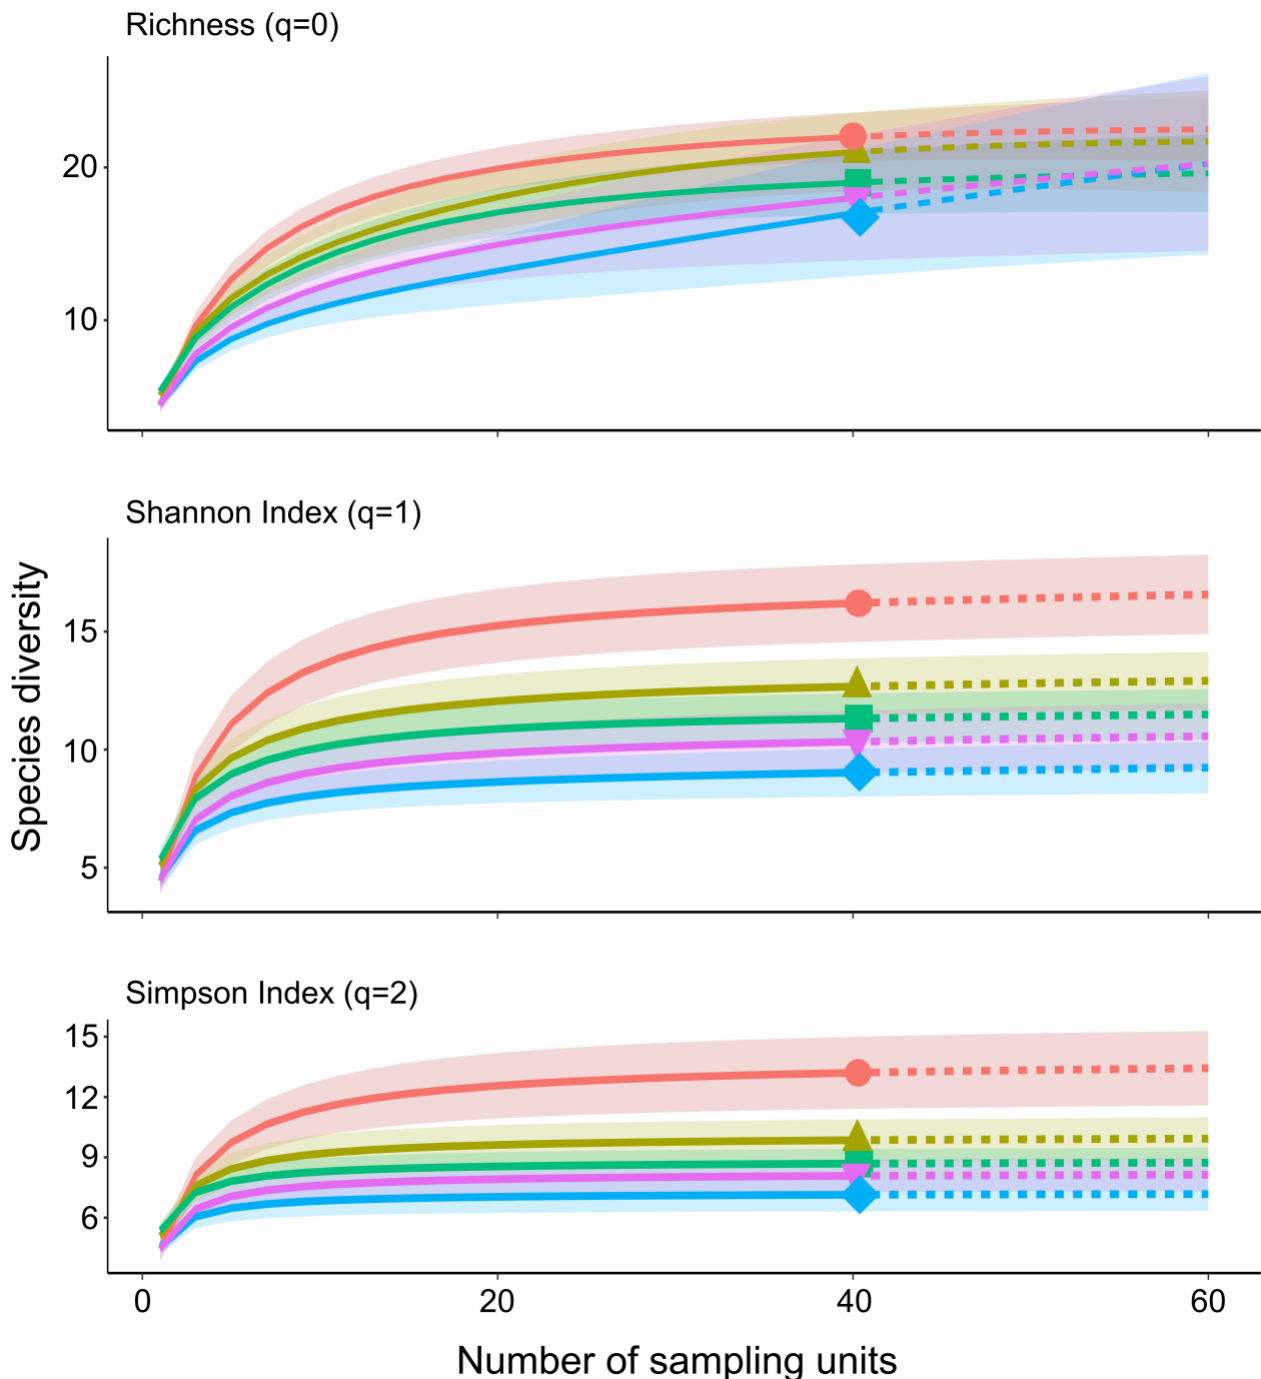 Richness (q=0)
20
10
Shannon Index (q=1)
Species diversity
15
10
5
Simpson Index (q=2)
15
12
9
6
0 20 40 60
Number of sampling units